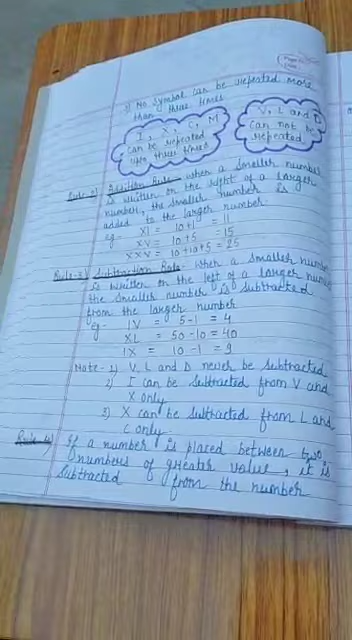 3) No symbol can be repeated more
than three times
I, X, C, M
can be repeated
upto three times
V, L and D
can not be
repeated
Rule-2) Addition Rule - when a smaller number
is written on the right of a larger
number, the smaller number is
added to the larger number
eg - XI = 10+1 = 11
XV = 10+5 = 15
XXV = 10+10+5 = 25
Rule-3) Subtraction Rule - When a smaller number
is written on the left of a larger number
the smaller number is subtracted
from the larger number
eg - IV = 5-1 = 4
XL = 50-10 = 40
IX = 10-1 = 9
Note - 1) V, L and D never be subtracted
2) I can be subtracted from V and
X only
3) X can be subtracted from L and
C only
Rule 4) If a number is placed between two
numbers of greater value, it is
subtracted from the number